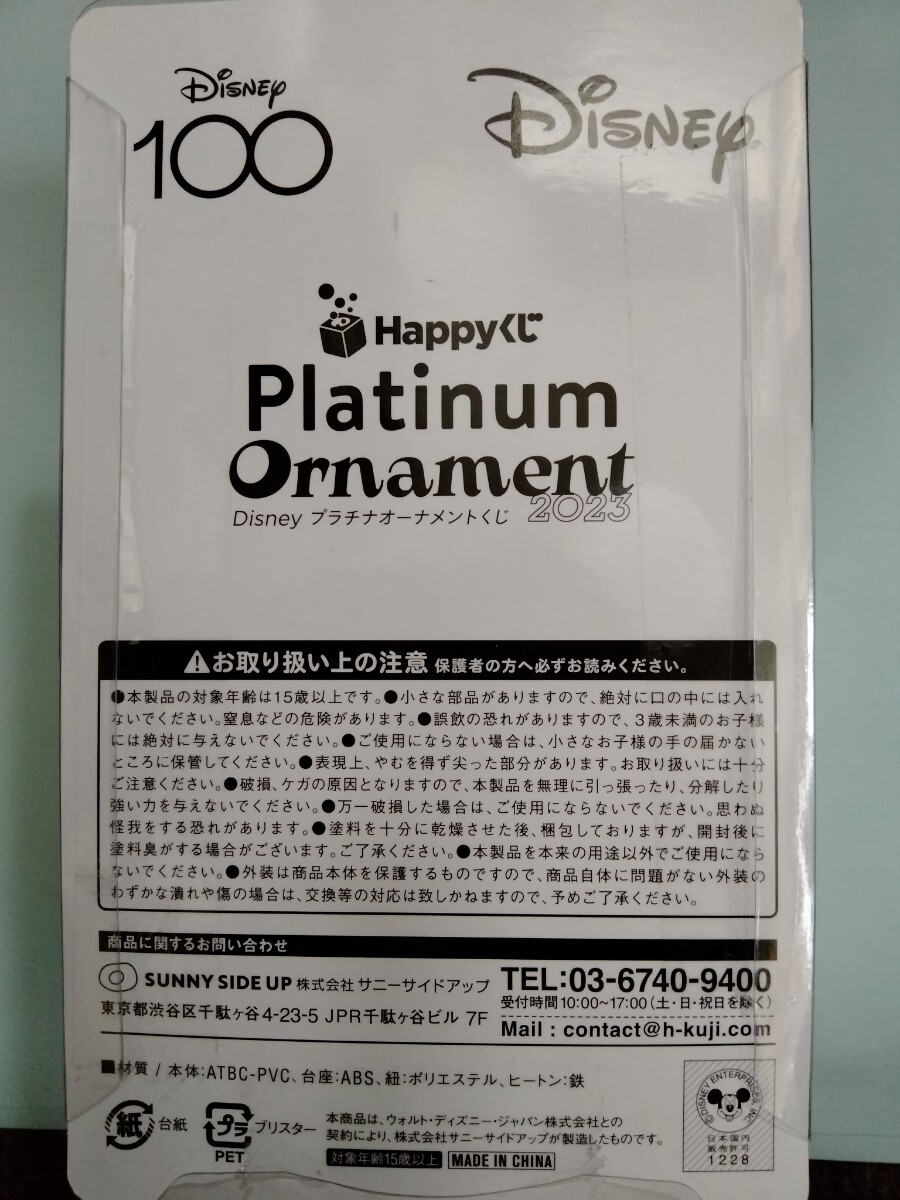 Disney
100
Disney
Happyくじ
Platinum
Ornament
2023
Disney プラチナオーナメントくじ
お取り扱い上の注意 保護者の方へ必ずお読みください。
●本製品の対象年齢は15歳以上です。●小さな部品がありますので、絶対に口の中には入れ
ないでください。窒息などの危険があります。●誤飲の恐れがありますので、3歳未満のお子様
には絶対に与えないでください。●ご使用にならない場合は、小さなお子様の手の届かない
ところに保管してください。●表現上、やむを得ず尖った部分があります。お取り扱いには十分
ご注意ください。●破損、ケガの原因となりますので、本製品を無理に引っ張ったり、分解したり
強い力を与えないでください。●万一破損した場合は、ご使用にならないでください。思わぬ
怪我をする恐れがあります。●塗料を十分に乾燥させた後、梱包しておりますが、開封後に
塗料臭がする場合がございます。ご了承ください。●本製品を本来の用途以外でご使用になら
ないでください。●外装は商品本体を保護するものですので、商品自体に問題がない外装の
わずかな潰れや傷の場合は、交換等の対応は致しかねますので、予めご了承ください。
商品に関するお問い合わせ
SUNNY SIDE UP 株式会社 サニーサイドアップ
東京都渋谷区千駄ヶ谷4-23-5 JPR千駄ヶ谷ビル 7F
TEL:03-6740-9400
受付時間 10:00~17:00(土・日・祝日を除く)
Mail : contact@h-kuji.com
■材質 / 本体:ATBC-PVC、台座:ABS、紐:ポリエステル、ヒートン:鉄
紙 台紙
プラ ブリスター
PET
本商品は、ウォルト・ディズニー・ジャパン株式会社との
契約により、株式会社サニーサイドアップが製造したものです。
対象年齢15歳以上 MADE IN CHINA
©DISNEY ENTERPRISES, INC
日本国内
販売許可
1228